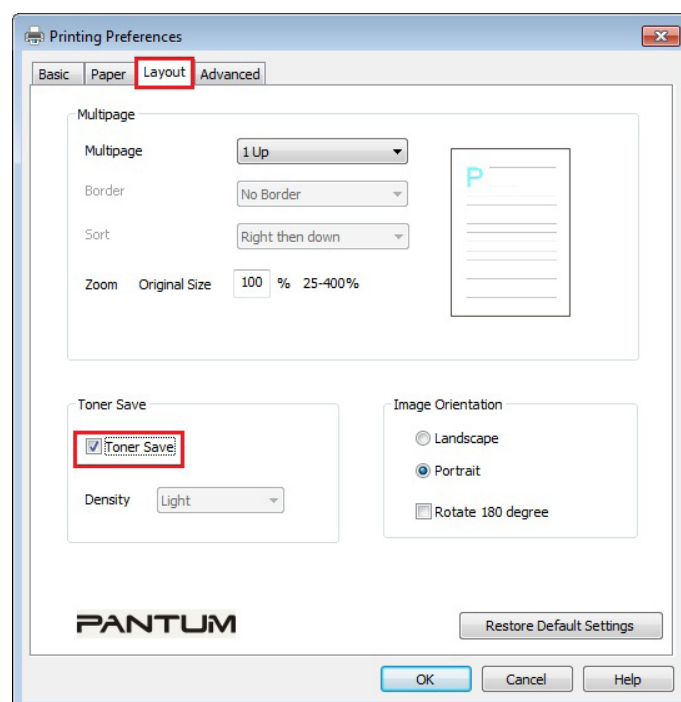 Printing Preferences
Basic Paper Layout Advanced
Multipage
Multipage 1 Up
Border No Border
Sort Right then down
Zoom Original Size 100 % 25-400%
P
Toner Save
Toner Save
Density Light
Image Orientation
Landscape
Portrait
Rotate 180 degree
PANTUM
Restore Default Settings
OK Cancel Help